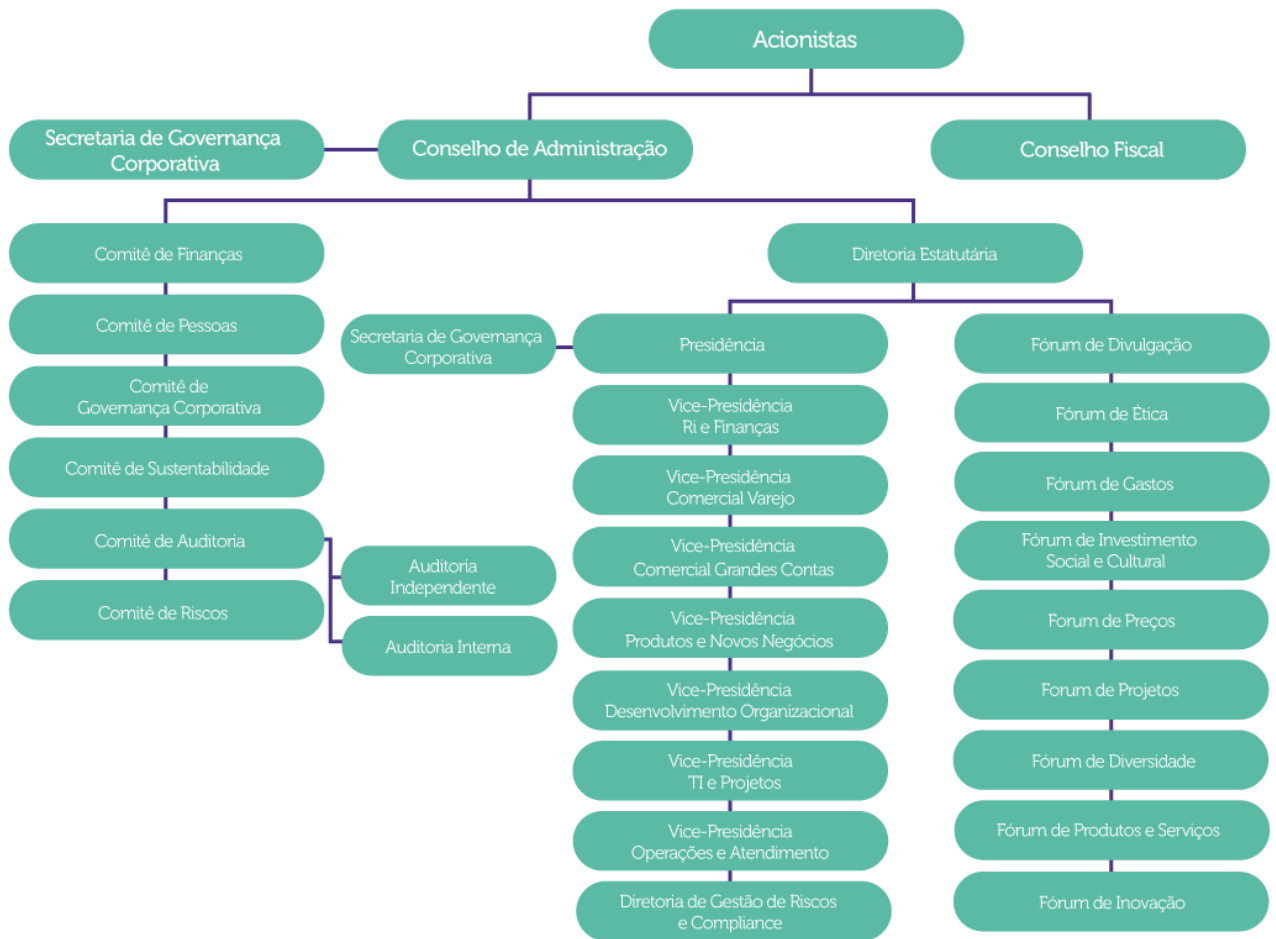 Acionistas
Secretaria de Governança
Corporativa
Conselho de Administração
Conselho Fiscal
Comitê de Finanças
Comitê de Pessoas
Comitê de
Governança Corporativa
Comitê de Sustentabilidade
Comitê de Auditoria
Comitê de Riscos
Auditoria
Independente
Auditoria Interna
Diretoria Estatutária
Secretaria de Governança
Corporativa
Presidência
Vice-Presidência
Ri e Finanças
Vice-Presidência
Comercial Varejo
Vice-Presidência
Comercial Grandes Contas
Vice-Presidência
Produtos e Novos Negócios
Vice-Presidência
Desenvolvimento Organizacional
Vice-Presidência
TI e Projetos
Vice-Presidência
Operações e Atendimento
Diretoria de Gestão de Riscos
e Compliance
Fórum de Divulgação
Fórum de Ética
Fórum de Gastos
Fórum de Investimento
Social e Cultural
Forum de Preços
Forum de Projetos
Fórum de Diversidade
Fórum de Produtos e Serviços
Fórum de Inovação